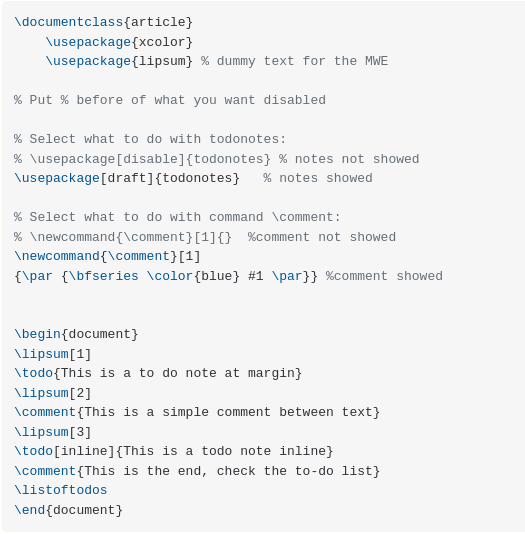 \documentclass{article}
    \usepackage{xcolor}
    \usepackage{lipsum} % dummy text for the MWE

% Put % before of what you want disabled

% Select what to do with todonotes:
% \usepackage[disable]{todonotes} % notes not showed
\usepackage[draft]{todonotes}   % notes showed

% Select what to do with command \comment:
% \newcommand{\comment}[1]{}  %comment not showed
\newcommand{\comment}[1]
{\par {\bfseries \color{blue} #1 \par}} %comment showed


\begin{document}
\lipsum[1]
\todo{This is a to do note at margin}
\lipsum[2]
\comment{This is a simple comment between text}
\lipsum[3]
\todo[inline]{This is a todo note inline}
\comment{This is the end, check the to-do list}
\listoftodos
\end{document}